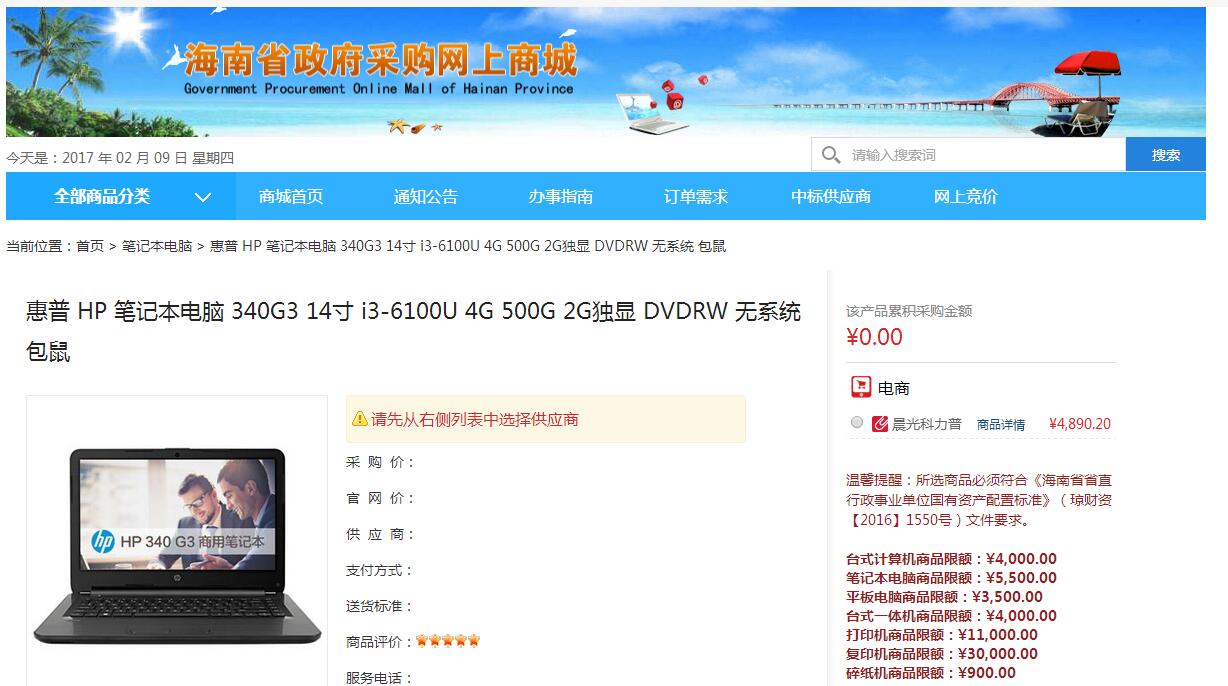 海南省政府采购网上商城
Government Procurement Online Mall of Hainan Province
今天是：2017 年 02 月 09 日 星期四
请输入搜索词
搜索
全部商品分类
商城首页
通知公告
办事指南
订单需求
中标供应商
网上竞价
当前位置：首页 > 笔记本电脑 > 惠普 HP 笔记本电脑 340G3 14寸 i3-6100U 4G 500G 2G独显 DVDRW 无系统 包鼠
惠普 HP 笔记本电脑 340G3 14寸 i3-6100U 4G 500G 2G独显 DVDRW 无系统
包鼠
hp HP 340 G3 商用笔记本
hp
请先从右侧列表中选择供应商
采 购 价：
官 网 价：
供 应 商：
支付方式：
送货标准：
商品评价：
服务电话：
该产品累积采购金额
¥0.00
电商
晨光科力普 商品详情 ¥4,890.20
温馨提醒：所选商品必须符合《海南省省直
行政事业单位国有资产配置标准》（琼财资
【2016】1550号）文件要求。
台式计算机商品限额：¥4,000.00
笔记本电脑商品限额：¥5,500.00
平板电脑商品限额：¥3,500.00
台式一体机商品限额：¥4,000.00
打印机商品限额：¥11,000.00
复印机商品限额：¥30,000.00
碎纸机商品限额：¥900.00